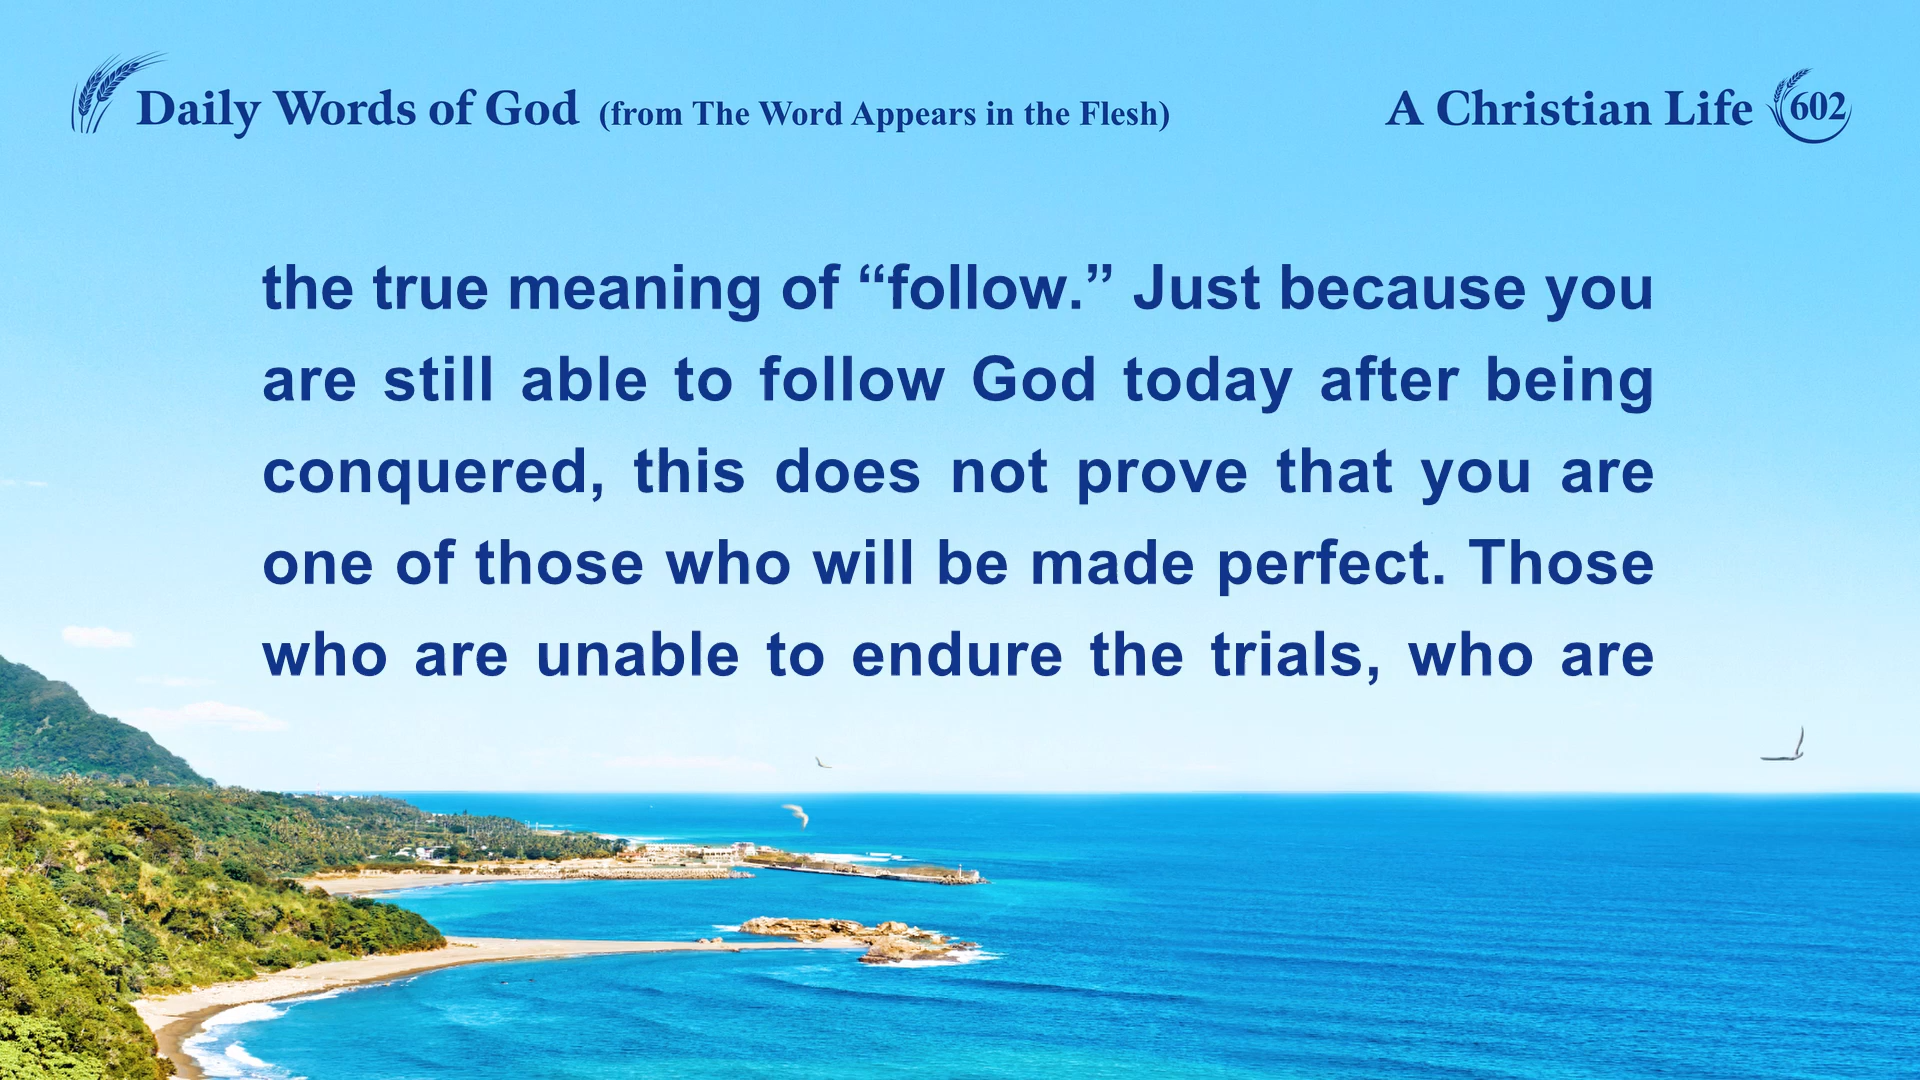 Daily Words of God (from The Word Appears in the Flesh)
A Christian Life 602
the true meaning of “follow.” Just because you
are still able to follow God today after being
conquered, this does not prove that you are
one of those who will be made perfect. Those
who are unable to endure the trials, who are